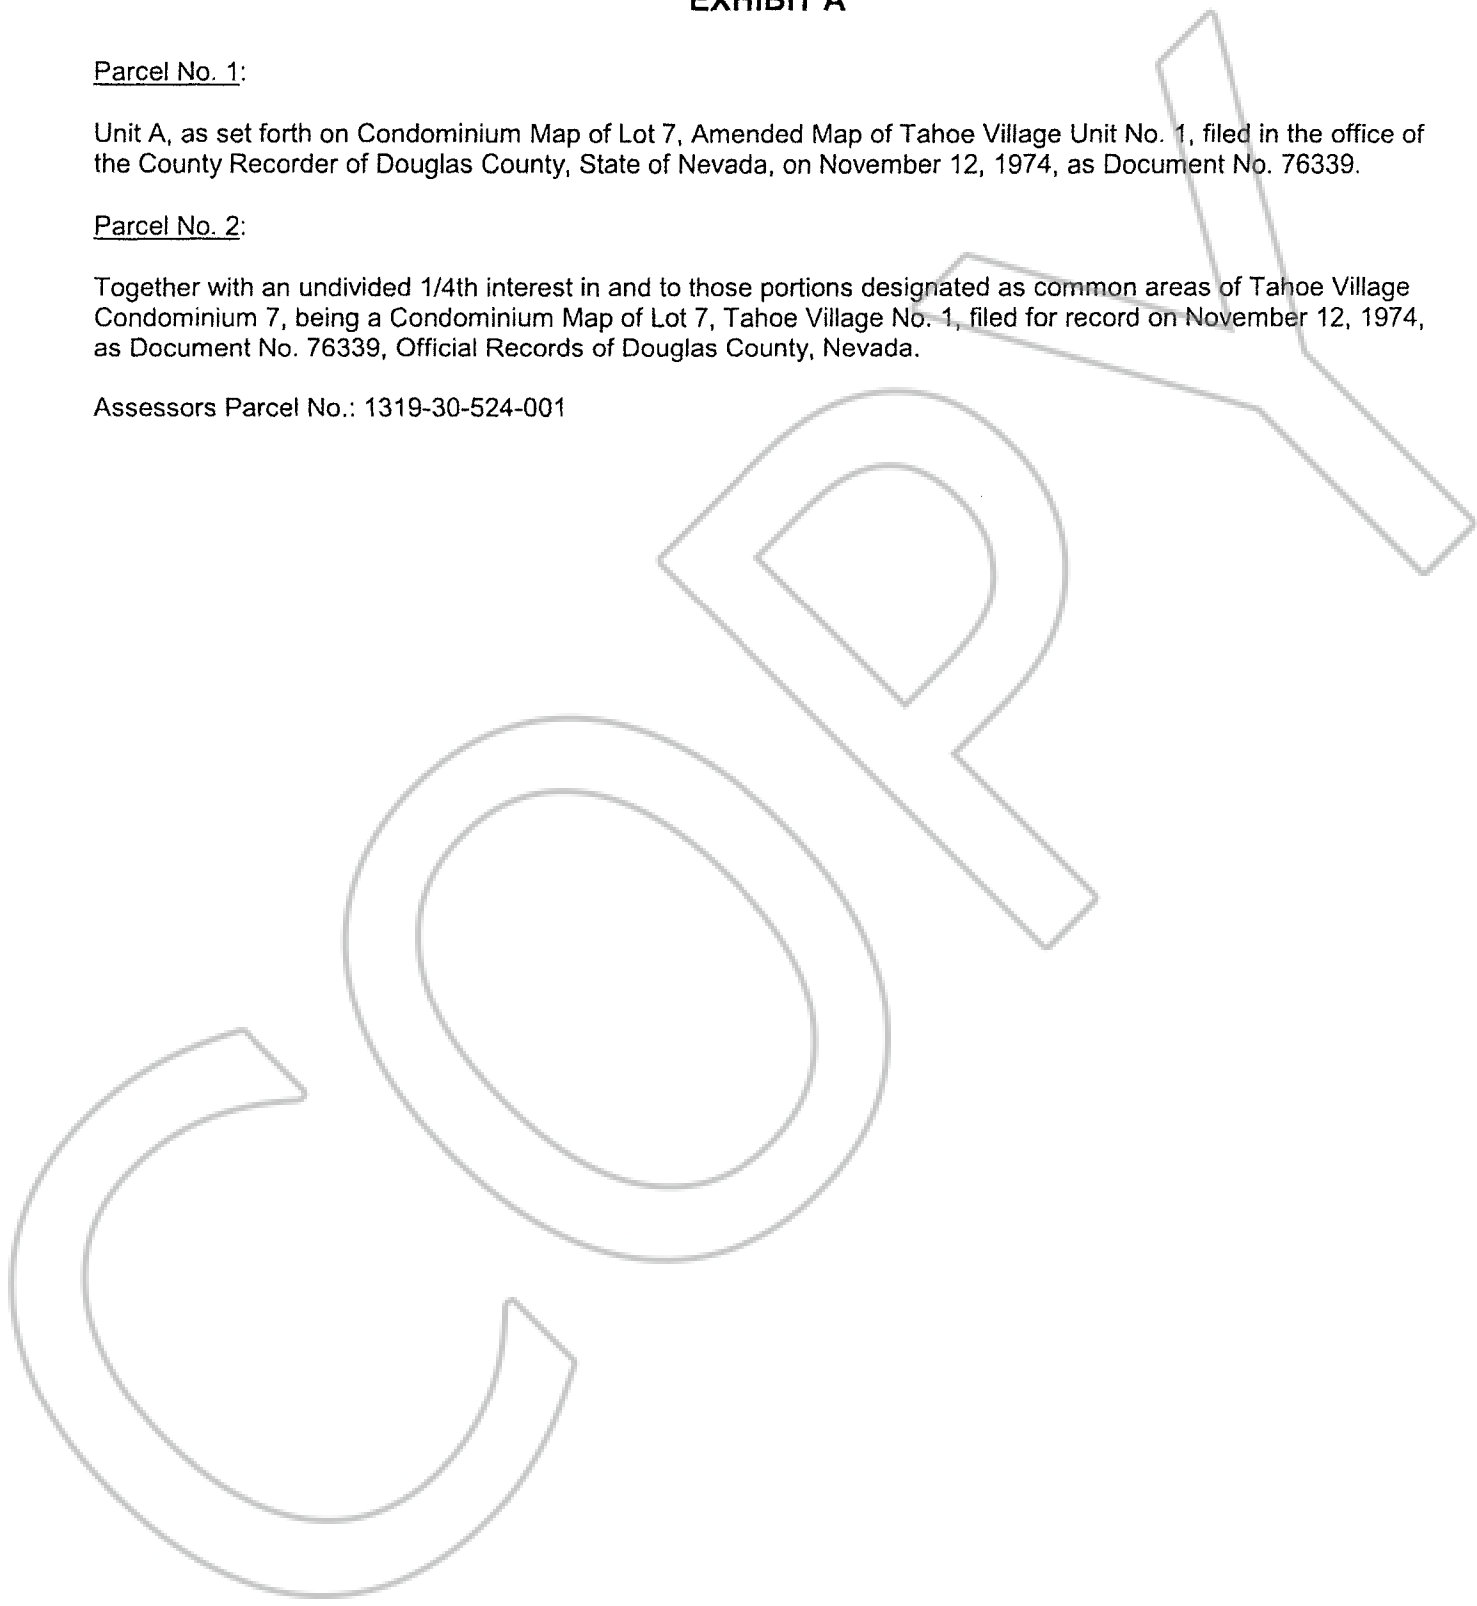 EXHIBIT A
Parcel No. 1:
Unit A, as set forth on Condominium Map of Lot 7, Amended Map of Tahoe Village Unit No. 1, filed in the office of
the County Recorder of Douglas County, State of Nevada, on November 12, 1974, as Document No. 76339.
Parcel No. 2:
Together with an undivided 1/4th interest in and to those portions designated as common areas of Tahoe Village
Condominium 7, being a Condominium Map of Lot 7, Tahoe Village No. 1, filed for record on November 12, 1974,
as Document No. 76339, Official Records of Douglas County, Nevada.
Assessors Parcel No.: 1319-30-524-001
COPY